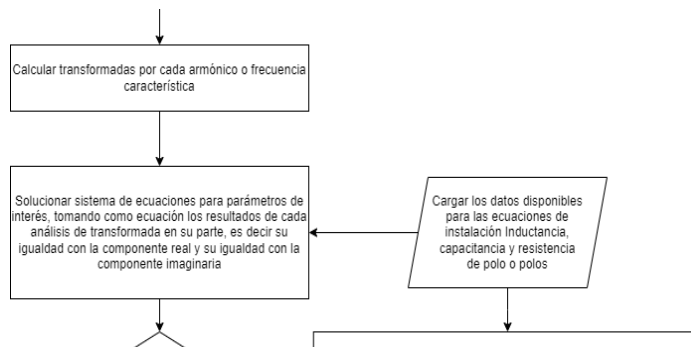 Calcular transformadas por cada armónico o frecuencia
característica
Solucionar sistema de ecuaciones para parámetros de
interés, tomando como ecuación los resultados de cada
análisis de transformada en su parte, es decir su
igualdad con la componente real y su igualdad con la
componente imaginaria
Cargar los datos disponibles
para las ecuaciones de
instalación Inductancia,
capacitancia y resistencia
de polo o polos